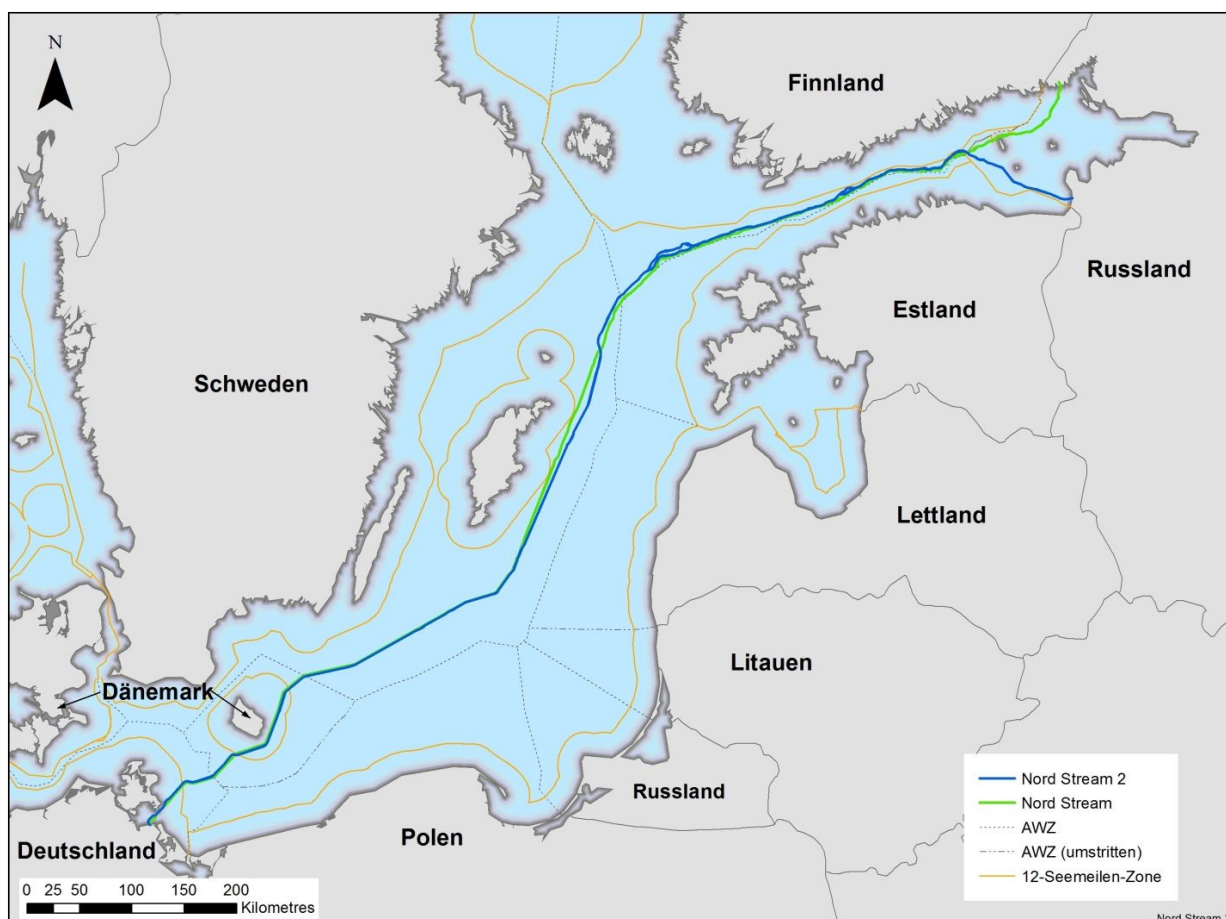 N
Finnland
Russland
Estland
Schweden
Lettland
Litauen
Dänemark
Russland
Polen
Deutschland
Nord Stream 2
Nord Stream
AWZ
AWZ (umstritten)
12-Seemeilen-Zone
0 25 50 100 150 200
Kilometres